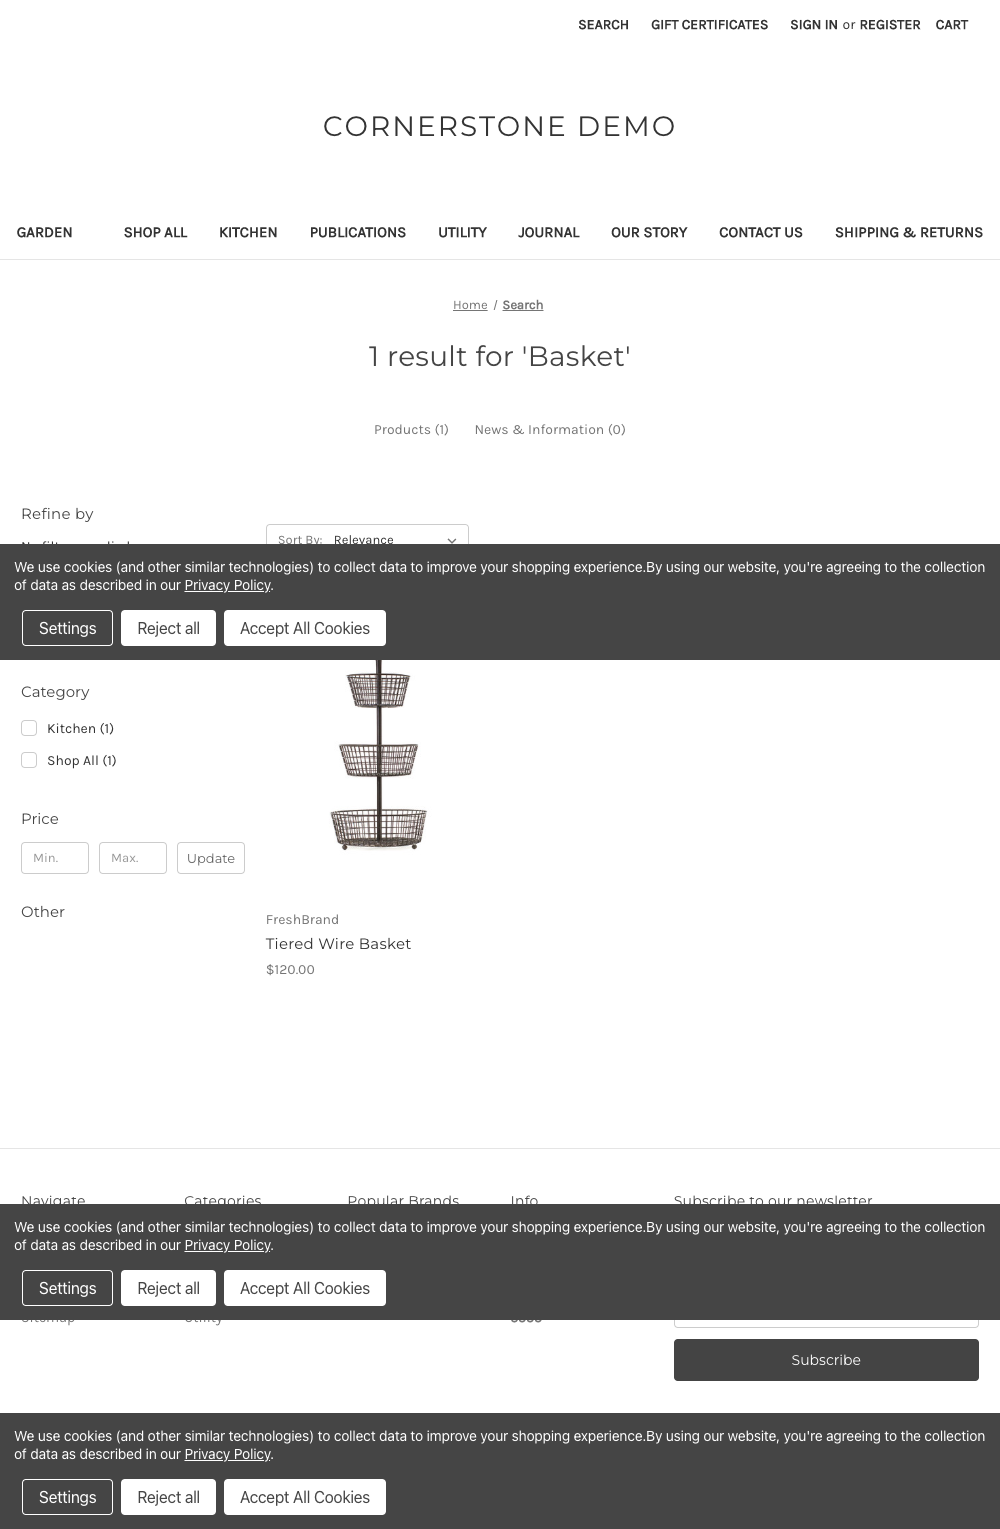 SEARCH GIFT CERTIFICATES SIGN IN or REGISTER CART
CORNERSTONE DEMO
GARDEN SHOP ALL KITCHEN PUBLICATIONS UTILITY JOURNAL OUR STORY CONTACT US SHIPPING & RETURNS
Home / Search
1 result for 'Basket'
Products (1) News & Information (0)
Refine by
Sort By: Relevance
We use cookies (and other similar technologies) to collect data to improve your shopping experience.By using our website, you're agreeing to the collection
of data as described in our Privacy Policy.
Settings Reject all Accept All Cookies
Category
Kitchen (1)
Shop All (1)
Price
Min. Max. Update
Other
FreshBrand
Tiered Wire Basket
$120.00
Navigate Categories Popular Brands Info Subscribe to our newsletter
We use cookies (and other similar technologies) to collect data to improve your shopping experience.By using our website, you're agreeing to the collection
of data as described in our Privacy Policy.
Settings Reject all Accept All Cookies
Sitemap Utility
Subscribe
We use cookies (and other similar technologies) to collect data to improve your shopping experience.By using our website, you're agreeing to the collection
of data as described in our Privacy Policy.
Settings Reject all Accept All Cookies